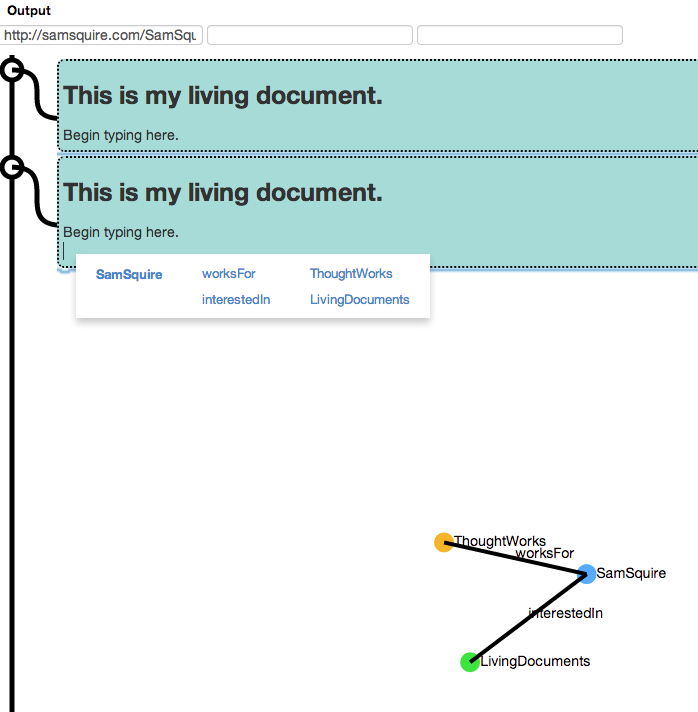 Output
http://samsquire.com/SamSqu
This is my living document.
Begin typing here.
This is my living document.
Begin typing here.
SamSquire worksFor ThoughtWorks
interestedIn LivingDocuments
ThoughtWorks
worksFor
SamSquire
interestedIn
LivingDocuments